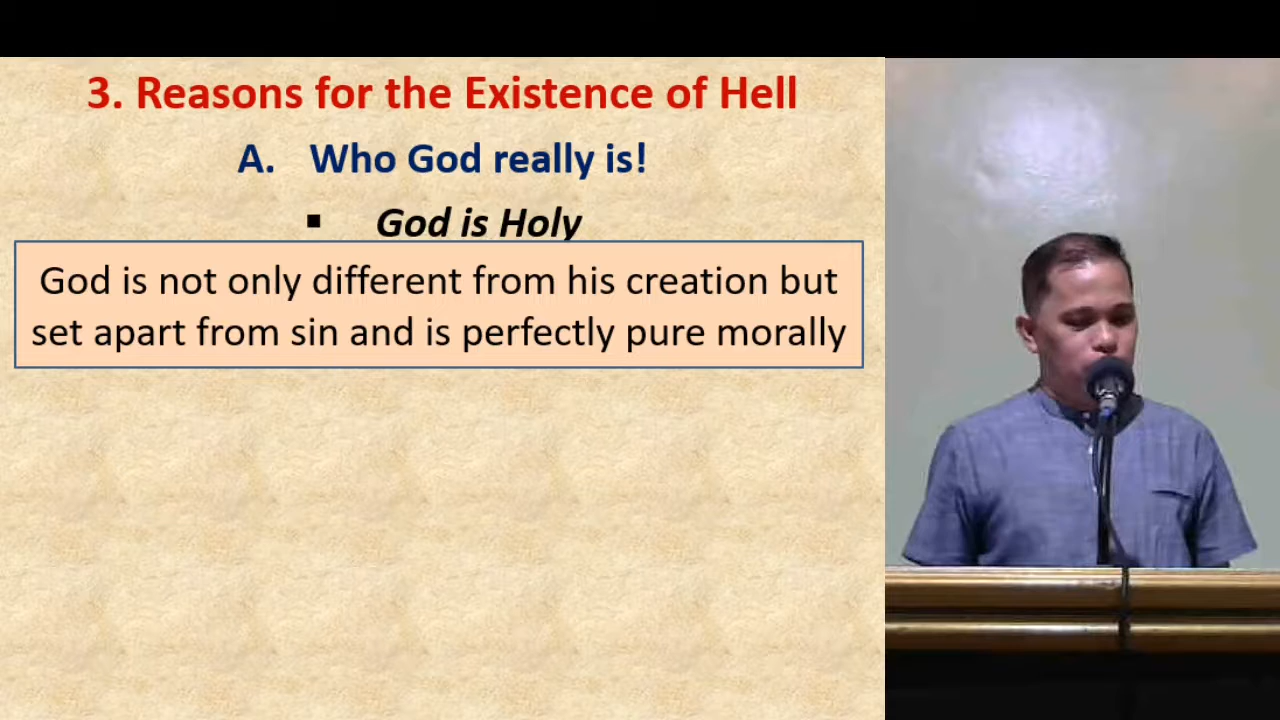 3. Reasons for the Existence of Hell
A. Who God really is!
▪ God is Holy
God is not only different from his creation but
set apart from sin and is perfectly pure morally